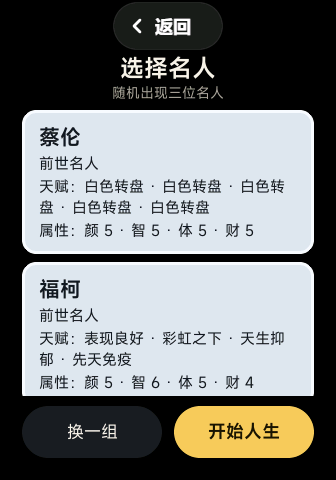 返回
选择名人
随机出现三位名人
蔡伦
前世名人
天赋：白色转盘 · 白色转盘 · 白色转
盘 · 白色转盘 · 白色转盘
属性：颜 5 · 智 5 · 体 5 · 财 5
福柯
前世名人
天赋：表现良好 · 彩虹之下 · 天生抑
郁 · 先天免疫
属性：颜 5 · 智 6 · 体 5 · 财 4
换一组
开始人生